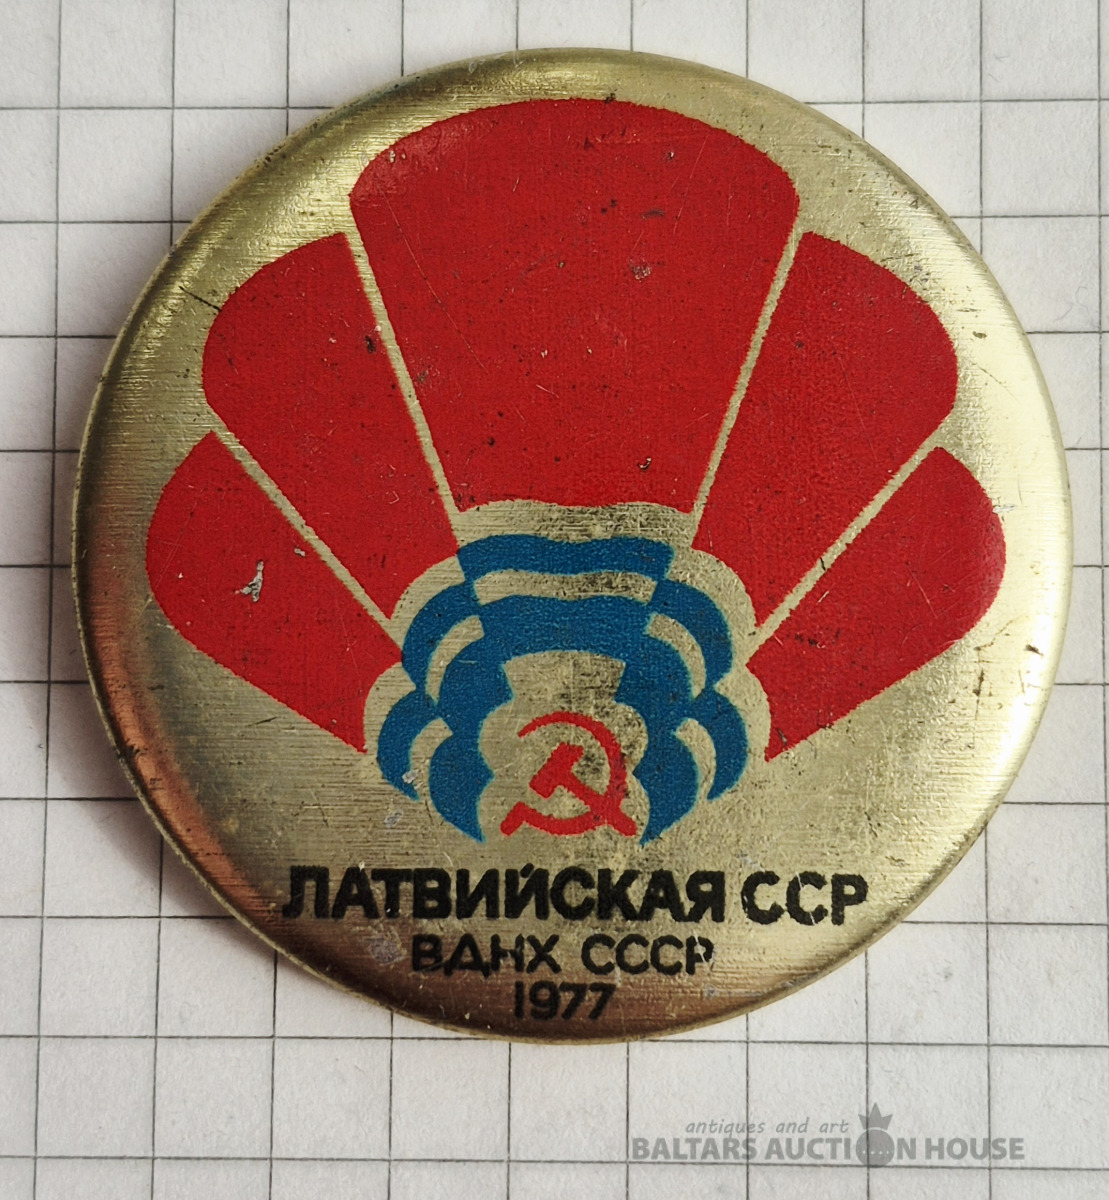 ЛАТВИЙСКАЯ ССР
ВДНХ СССР
1977
antiques and art
BALTARS AUCTION HOUSE